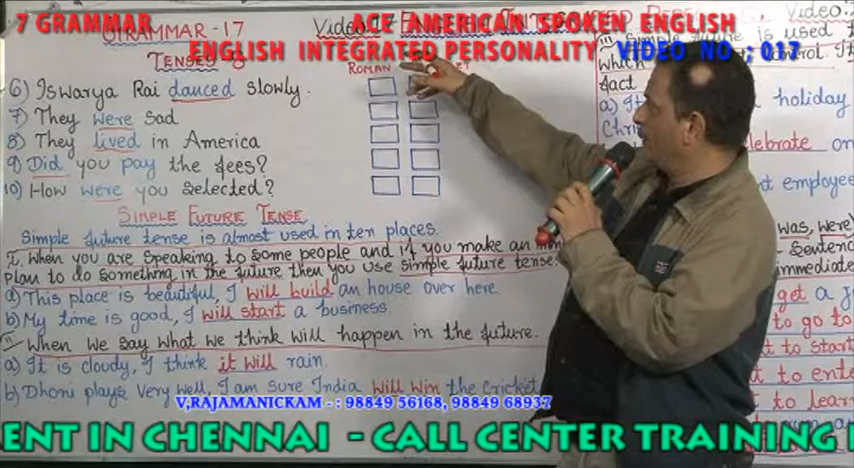 7 GRAMMAR
ACE AMERICAN SPOKEN ENGLISH
ENGLISH INTEGRATED PERSONALITY VIDEO NO ; 017
GRAMMAR - 17
Video
Video:
TENSES
ROMAN
6) Iswarya Rai danced slowly.
7) They were sad
8) They lived in America
9) Did you pay the fees?
10) How were you selected?
SIMPLE FUTURE TENSE
Simple future tense is almost used in ten places.
I. When you are speaking to some people and if you make an
plan to do something in the future then you use simple future tense.
a) This place is beautiful, I will build an house over here.
b) My time is good, I will start a business.
When we say what we think will happen in the future.
a) It is cloudy, I think it will rain.
b) Dhoni plays very well, I am sure India will win the cricket
is used
which
fact
holiday
on
employee
was, were
sentence
immediate
get a
to go to
to start
to ente
to lear
V,RAJAMANICKAM - : 98849 56168, 98849 68937
ENT IN CHENNAI - CALL CENTER TRAINING